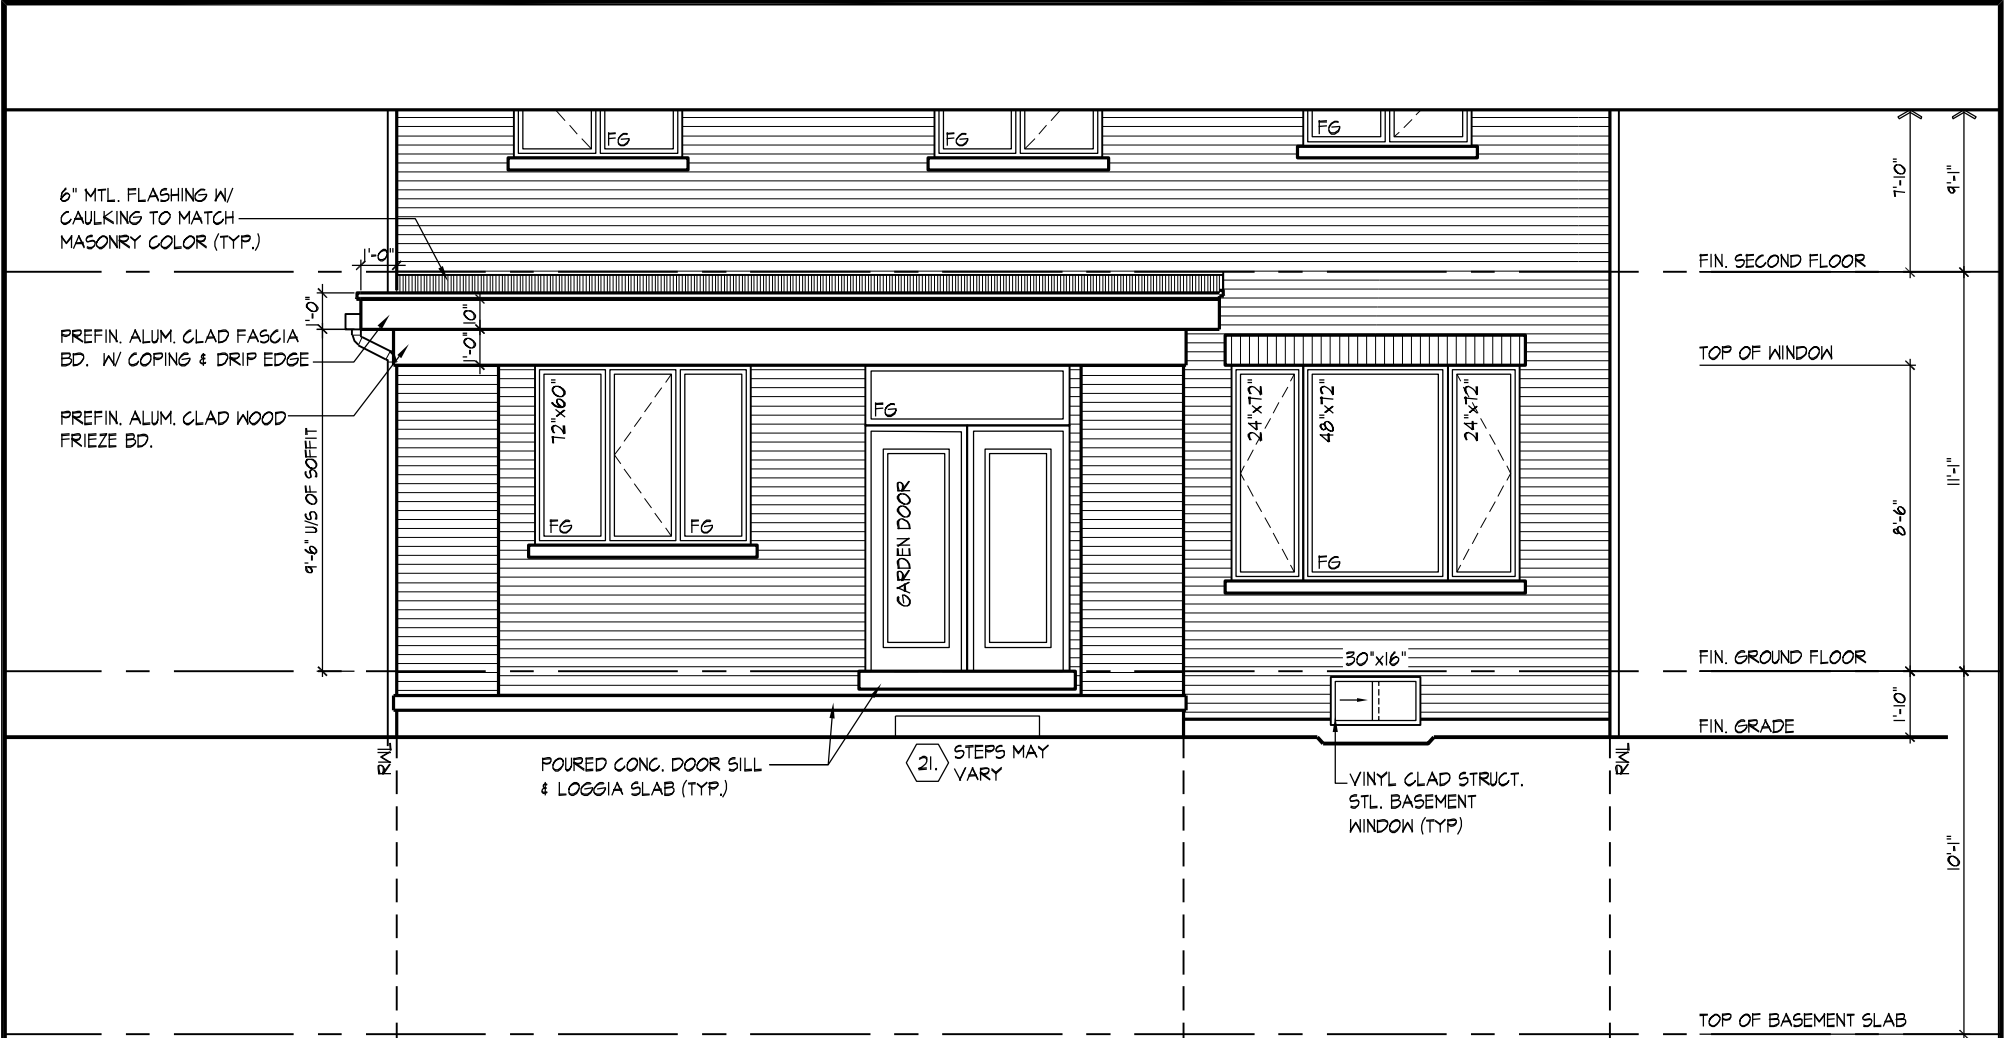 FG
FG
FG
6" MTL. FLASHING W/
CAULKING TO MATCH
MASONRY COLOR (TYP.)
7'-10"
9'-1"
1'-0"
FIN. SECOND FLOOR
1'-0"
10"
1'-0"
PREFIN. ALUM. CLAD FASCIA
BD. W/ COPING & DRIP EDGE
TOP OF WINDOW
PREFIN. ALUM. CLAD WOOD
FRIEZE BD.
72"x60"
FG
24"x72"
48"x72"
24"x72"
9'-6" U/S OF SOFFIT
FG
FG
GARDEN DOOR
FG
8'-6"
11'-1"
30"x16"
FIN. GROUND FLOOR
1'-10"
FIN. GRADE
RWL
POURED CONC. DOOR SILL
& LOGGIA SLAB (TYP.)
21.
STEPS MAY
VARY
RWL
VINYL CLAD STRUCT.
STL. BASEMENT
WINDOW (TYP)
10'-1"
TOP OF BASEMENT SLAB